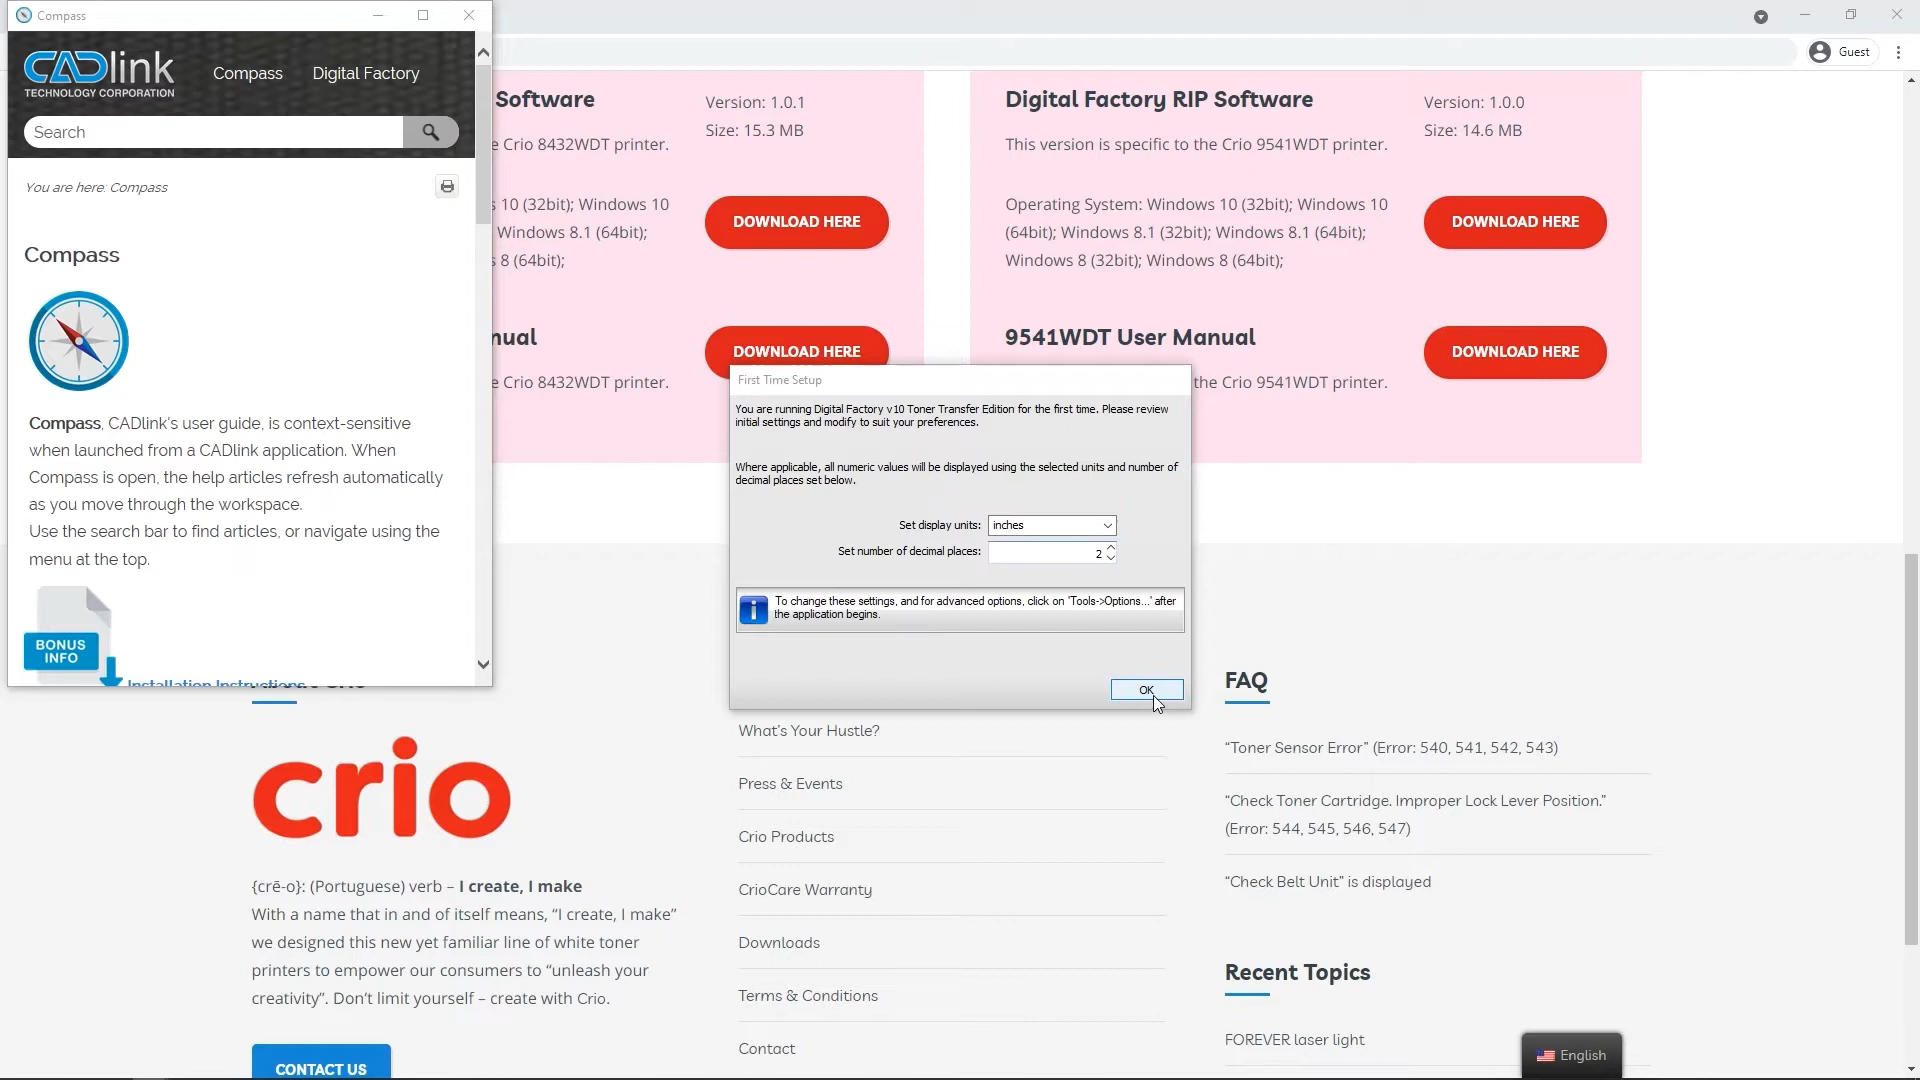 Compass
CADlink
TECHNOLOGY CORPORATION
Compass
Digital Factory
Search
You are here: Compass
Compass
Compass, CADlink's user guide, is context-sensitive
when launched from a CADlink application. When
Compass is open, the help articles refresh automatically
as you move through the workspace.
Use the search bar to find articles, or navigate using the
menu at the top.
BONUS
INFO
Installation Instructions
Guest
Software
Version: 1.0.1
Size: 15.3 MB
e Crio 8432WDT printer.
s 10 (32bit); Windows 10
Windows 8.1 (64bit);
s 8 (64bit);
DOWNLOAD HERE
nual
e Crio 8432WDT printer.
DOWNLOAD HERE
Digital Factory RIP Software
Version: 1.0.0
Size: 14.6 MB
This version is specific to the Crio 9541WDT printer.
Operating System: Windows 10 (32bit); Windows 10
(64bit); Windows 8.1 (32bit); Windows 8.1 (64bit);
Windows 8 (32bit); Windows 8 (64bit);
DOWNLOAD HERE
9541WDT User Manual
the Crio 9541WDT printer.
DOWNLOAD HERE
First Time Setup
You are running Digital Factory v10 Toner Transfer Edition for the first time. Please review
initial settings and modify to suit your preferences.
Where applicable, all numeric values will be displayed using the selected units and number of
decimal places set below.
Set display units: inches
Set number of decimal places: 2
To change these settings, and for advanced options, click on 'Tools->Options...' after
the application begins.
OK
crio
{crē-o}: (Portuguese) verb – I create, I make
With a name that in and of itself means, “I create, I make”
we designed this new yet familiar line of white toner
printers to empower our consumers to “unleash your
creativity”. Don’t limit yourself – create with Crio.
CONTACT US
What’s Your Hustle?
Press & Events
Crio Products
CrioCare Warranty
Downloads
Terms & Conditions
Contact
FAQ
“Toner Sensor Error” (Error: 540, 541, 542, 543)
“Check Toner Cartridge. Improper Lock Lever Position.”
(Error: 544, 545, 546, 547)
“Check Belt Unit” is displayed
Recent Topics
FOREVER laser light
English